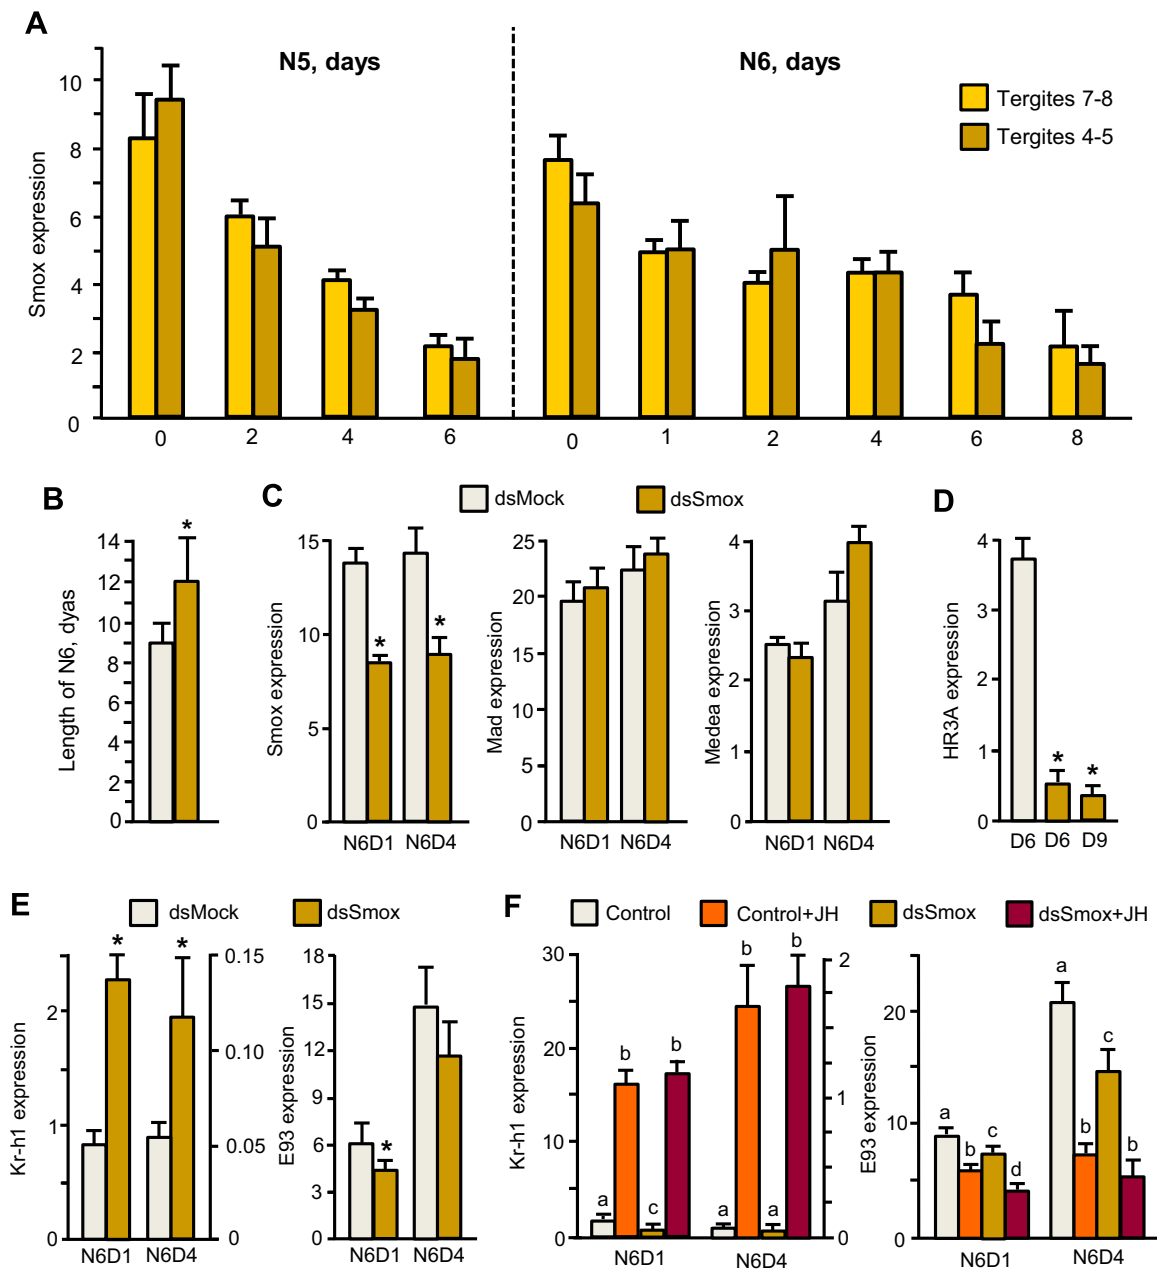 A
N5, days
N6, days
Tergites 7-8
Tergites 4-5
Smox expression
10
8
6
4
2
0
0 2 4 6 0 1 2 4 6 8
B
Length of N6, dyas
14
12
10
8
6
4
2
0
*
C
dsMock
dsSmox
Smox expression
15
10
5
0
*
*
N6D1 N6D4
Mad expression
25
20
25
10
5
0
N6D1 N6D4
Medea expression
4
3
2
1
0
N6D1 N6D4
D
HR3A expression
4
3
2
1
0
*
*
D6 D6 D9
E
dsMock
dsSmox
Kr-h1 expression
2
1
0
*
*
0.15
0.10
0.05
0
N6D1 N6D4
E93 expression
18
15
12
9
6
3
0
*
N6D1 N6D4
F
Control
Control+JH
dsSmox
dsSmox+JH
Kr-h1 expression
30
20
10
0
a b c b a b a b
2
1
0
N6D1 N6D4
E93 expression
20
10
0
a b c d a b c b
N6D1 N6D4